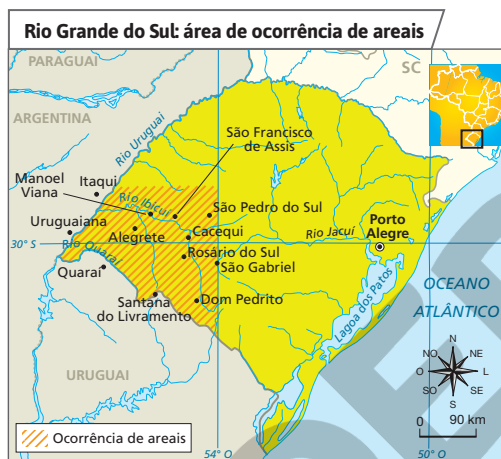 Rio Grande do Sul: área de ocorrência de areais
PARAGUAI
SC
ARGENTINA
Rio Uruguai
São Francisco
de Assis
Manoel
Viana
Itaqui
Rio Ibicuí
São Pedro do Sul
Uruguaiana
Alegrete
Cacequi
Rio Jacuí
Porto
Alegre
30° S
Rio Quaraí
Rosário do Sul
São Gabriel
Quaraí
Santana
do Livramento
Dom Pedrito
Lagoa dos Patos
OCEANO
ATLÂNTICO
URUGUAI
N
NO
NE
O
L
SO
SE
S
0
90 km
Ocorrência de areais
54° O
50° O